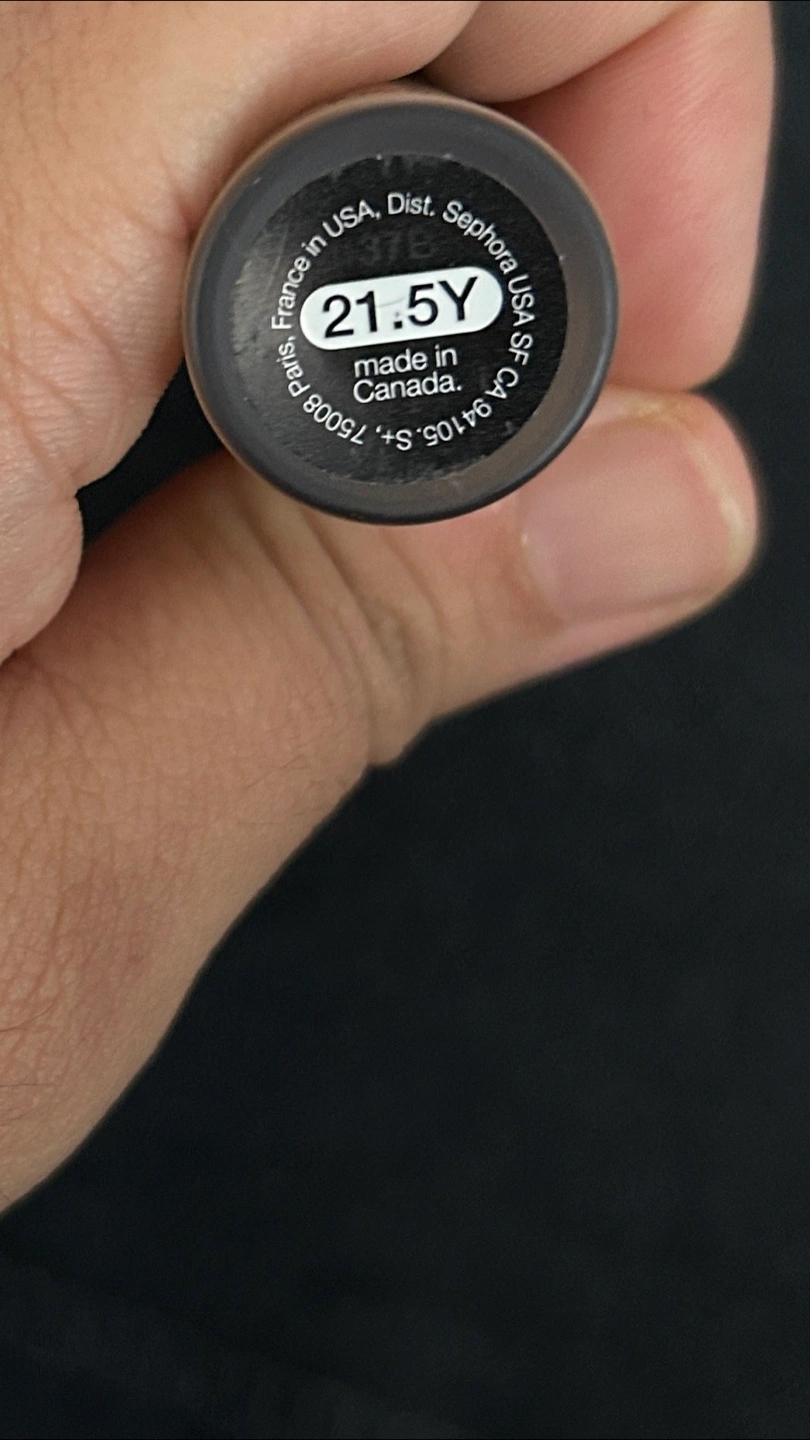 S+, 75008 Paris, France in USA, Dist. Sephora USA SF CA 94105.
21.5Y
made in
Canada.